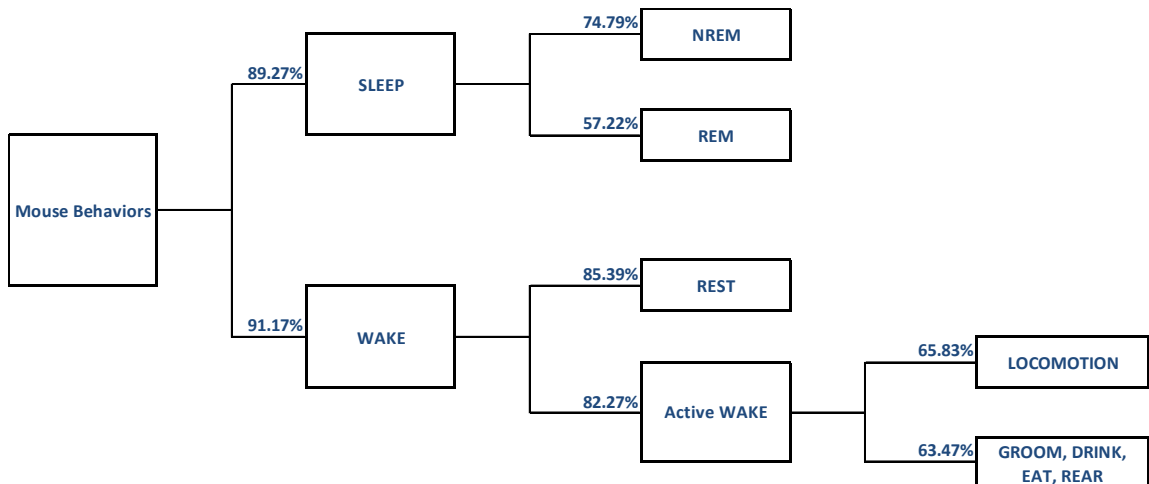 74.79%
NREM
89.27%
SLEEP
57.22%
REM
Mouse Behaviors
85.39%
REST
91.17%
WAKE
65.83%
LOCOMOTION
82.27%
Active WAKE
63.47%
GROOM, DRINK,
EAT, REAR